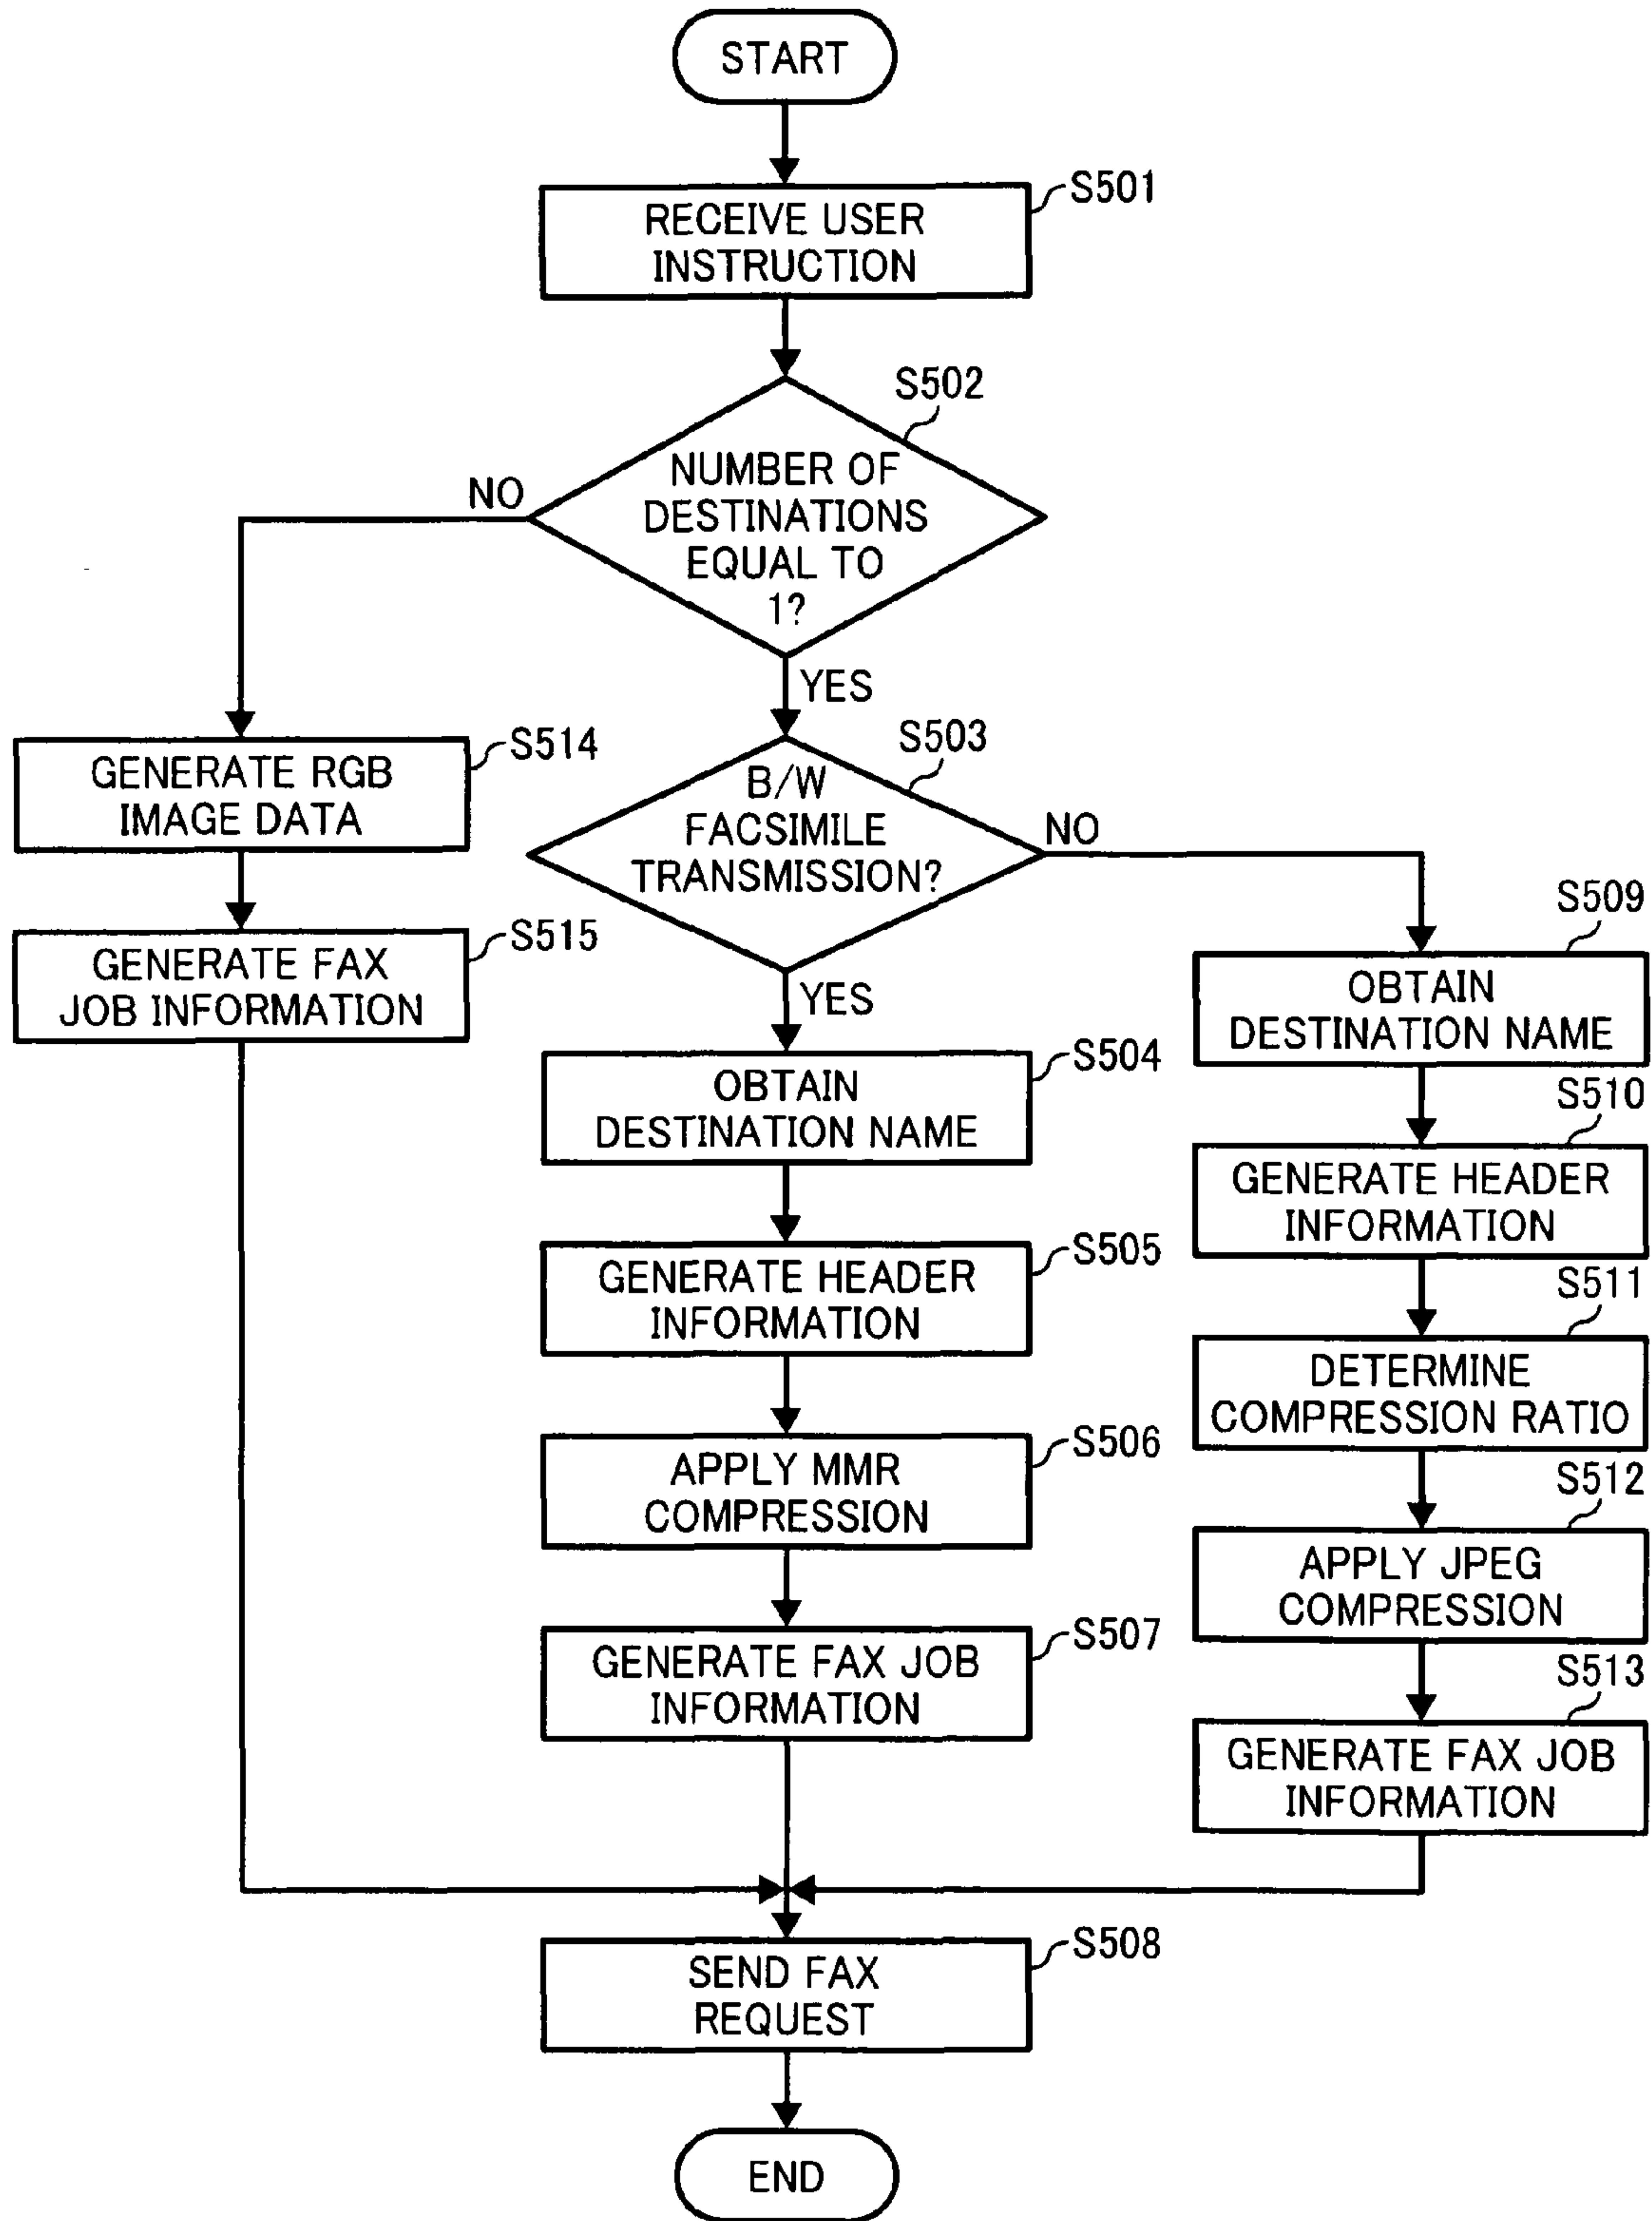 START
S501
RECEIVE USER
INSTRUCTION
S502
NUMBER OF
DESTINATIONS
EQUAL TO
1?
NO
YES
S514
GENERATE RGB
IMAGE DATA
S515
GENERATE FAX
JOB INFORMATION
S503
B/W
FACSIMILE
TRANSMISSION?
NO
YES
S504
OBTAIN
DESTINATION NAME
S505
GENERATE HEADER
INFORMATION
S506
APPLY MMR
COMPRESSION
S507
GENERATE FAX JOB
INFORMATION
S509
OBTAIN
DESTINATION NAME
S510
GENERATE HEADER
INFORMATION
S511
DETERMINE
COMPRESSION RATIO
S512
APPLY JPEG
COMPRESSION
S513
GENERATE FAX JOB
INFORMATION
S508
SEND FAX
REQUEST
END